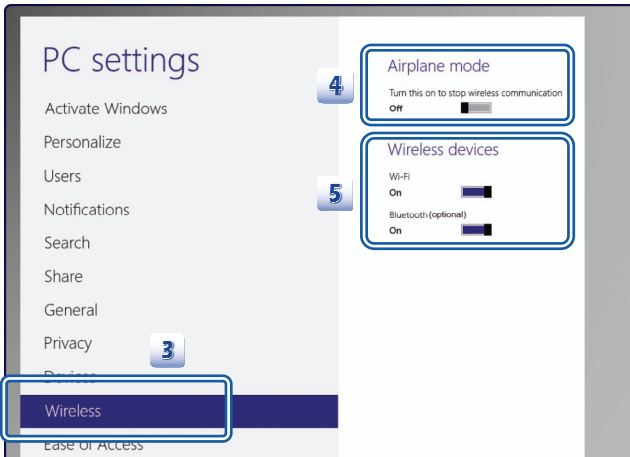 PC settings
Activate Windows
Personalize
Users
Notifications
Search
Share
General
Privacy
3
Devices
Wireless
Ease of Access
4
Airplane mode
Turn this on to stop wireless communication
Off
5
Wireless devices
Wi-Fi
On
Bluetooth (optional)
On